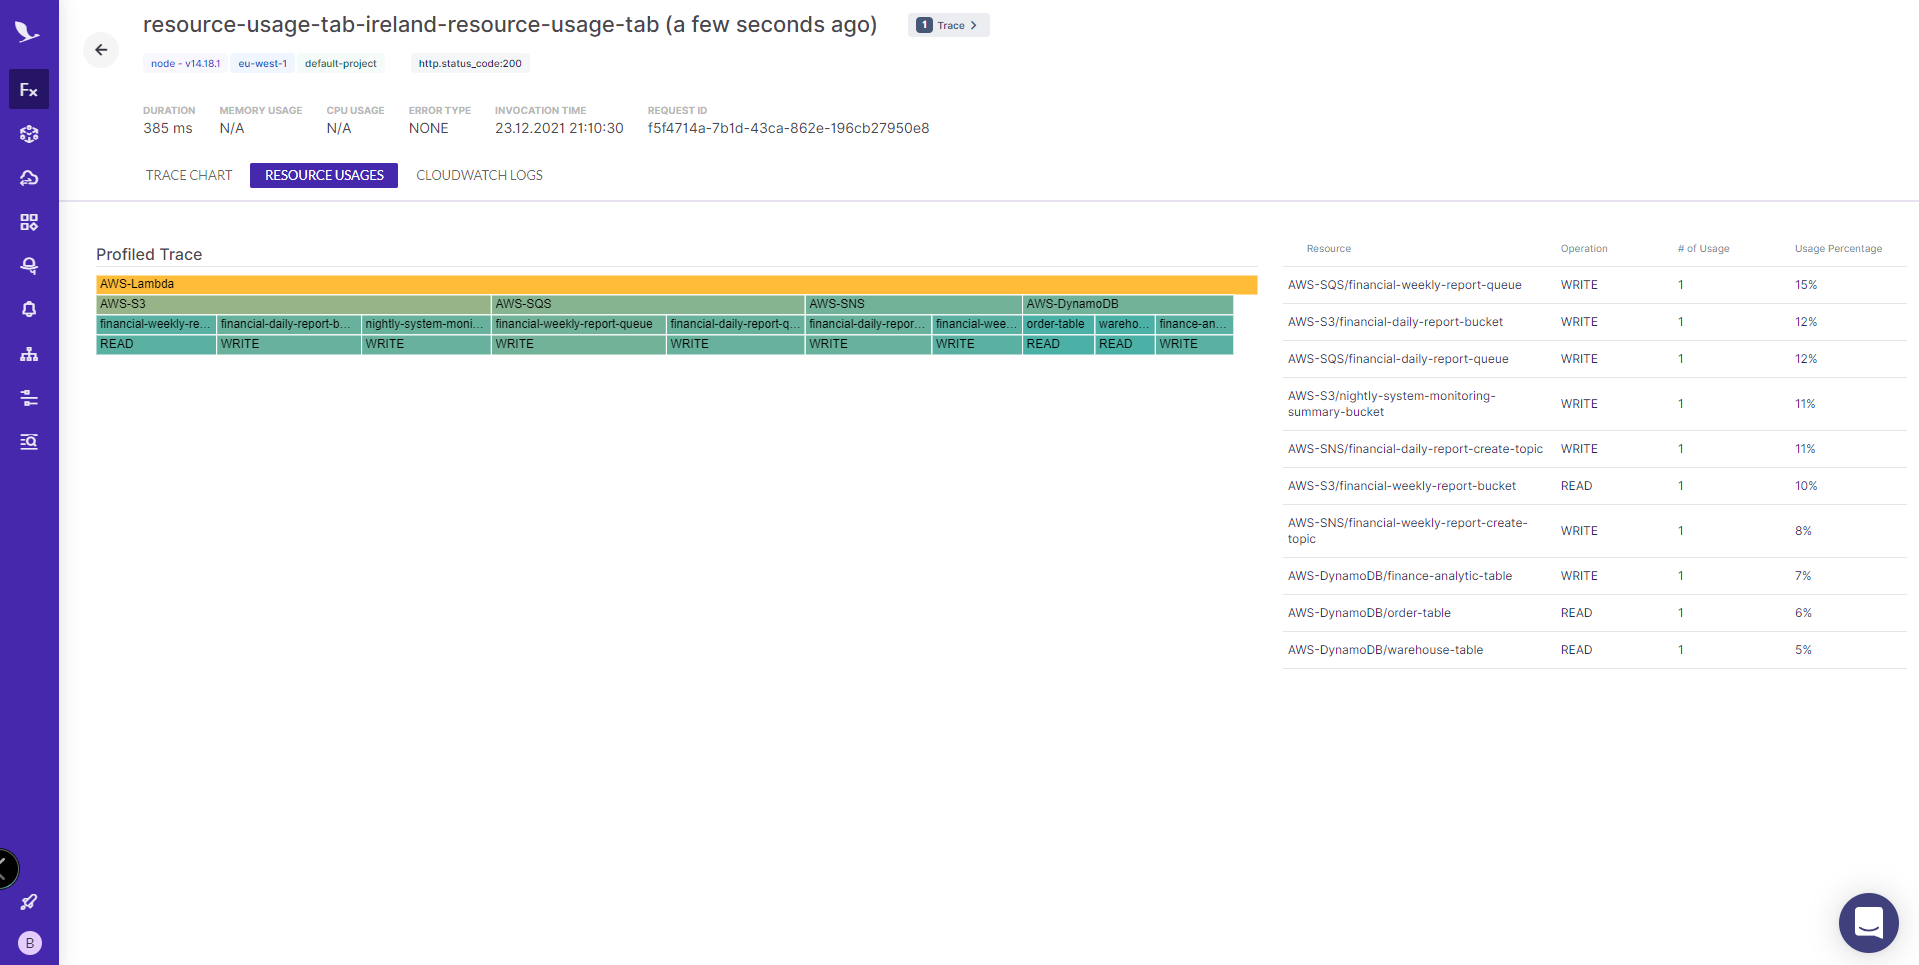 resource-usage-tab-ireland-resource-usage-tab (a few seconds ago)
1 Trace
node - v14.18.1 eu-west-1 default-project http.status_code:200
Fx
DURATION MEMORY USAGE CPU USAGE ERROR TYPE INVOCATION TIME REQUEST ID
385 ms N/A N/A NONE 23.12.2021 21:10:30 f5f4714a-7b1d-43ca-862e-196cb27950e8
TRACE CHART RESOURCE USAGES CLOUDWATCH LOGS
Profiled Trace
AWS-Lambda
AWS-S3 AWS-SQS AWS-SNS AWS-DynamoDB
financial-weekly-re... financial-daily-report-b... nightly-system-moni... financial-weekly-report-queue financial-daily-report-q... financial-daily-repor... financial-wee... order-table wareho... finance-an...
READ WRITE WRITE WRITE WRITE WRITE WRITE READ READ WRITE
Resource Operation # of Usage Usage Percentage
AWS-SQS/financial-weekly-report-queue WRITE 1 15%
AWS-S3/financial-daily-report-bucket WRITE 1 12%
AWS-SQS/financial-daily-report-queue WRITE 1 12%
AWS-S3/nightly-system-monitoring-
summary-bucket WRITE 1 11%
AWS-SNS/financial-daily-report-create-topic WRITE 1 11%
AWS-S3/financial-weekly-report-bucket READ 1 10%
AWS-SNS/financial-weekly-report-create-
topic WRITE 1 8%
AWS-DynamoDB/finance-analytic-table WRITE 1 7%
AWS-DynamoDB/order-table READ 1 6%
AWS-DynamoDB/warehouse-table READ 1 5%
B